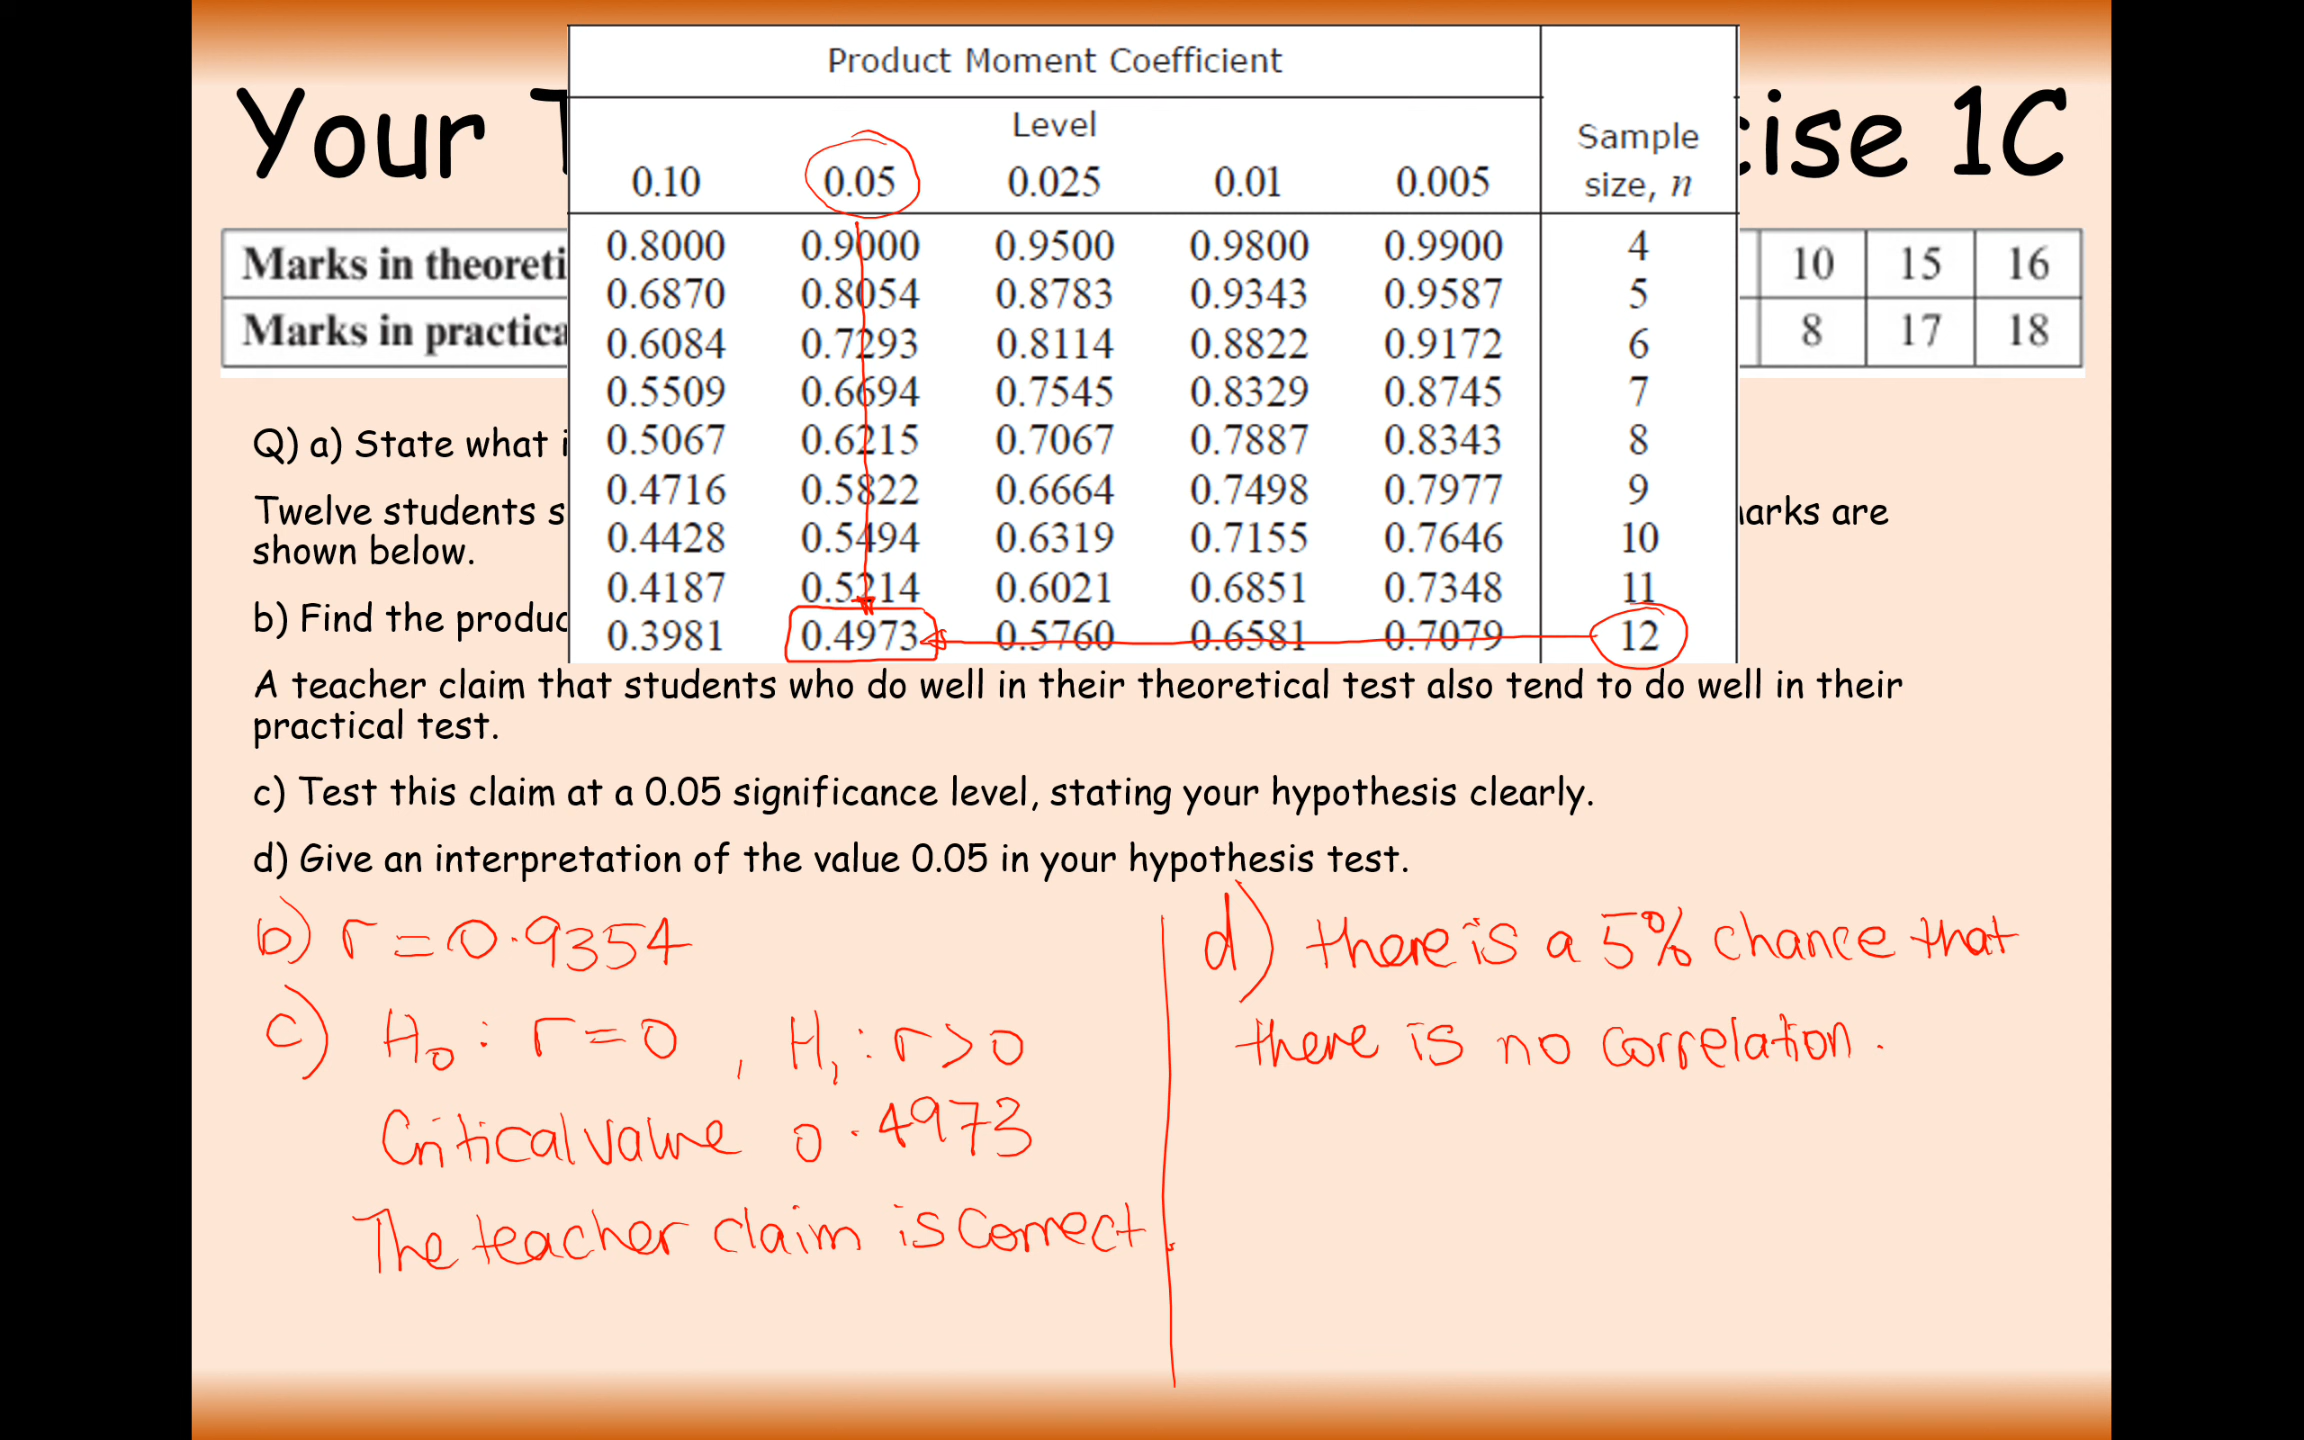 Your
cise 1C
Product Moment Coefficient
Level
Sample size, n
0.10 0.05 0.025 0.01 0.005
0.8000 0.9000 0.9500 0.9800 0.9900 4
0.6870 0.8054 0.8783 0.9343 0.9587 5
0.6084 0.7293 0.8114 0.8822 0.9172 6
0.5509 0.6694 0.7545 0.8329 0.8745 7
0.5067 0.6215 0.7067 0.7887 0.8343 8
0.4716 0.5822 0.6664 0.7498 0.7977 9
0.4428 0.5494 0.6319 0.7155 0.7646 10
0.4187 0.5214 0.6021 0.6851 0.7348 11
0.3981 0.4973 0.5760 0.6581 0.7079 12
Marks in theoreti 10 15 16
Marks in practica 8 17 18
Q) a) State what i
Twelve students s arks are
shown below.
b) Find the produc
A teacher claim that students who do well in their theoretical test also tend to do well in their
practical test.
c) Test this claim at a 0.05 significance level, stating your hypothesis clearly.
d) Give an interpretation of the value 0.05 in your hypothesis test.
b) r = 0.9354
c) H₀ : r = 0 , H₁ : r > 0
Critical value 0.4973
The teacher claim is correct.
d) there is a 5% chance that
there is no correlation.